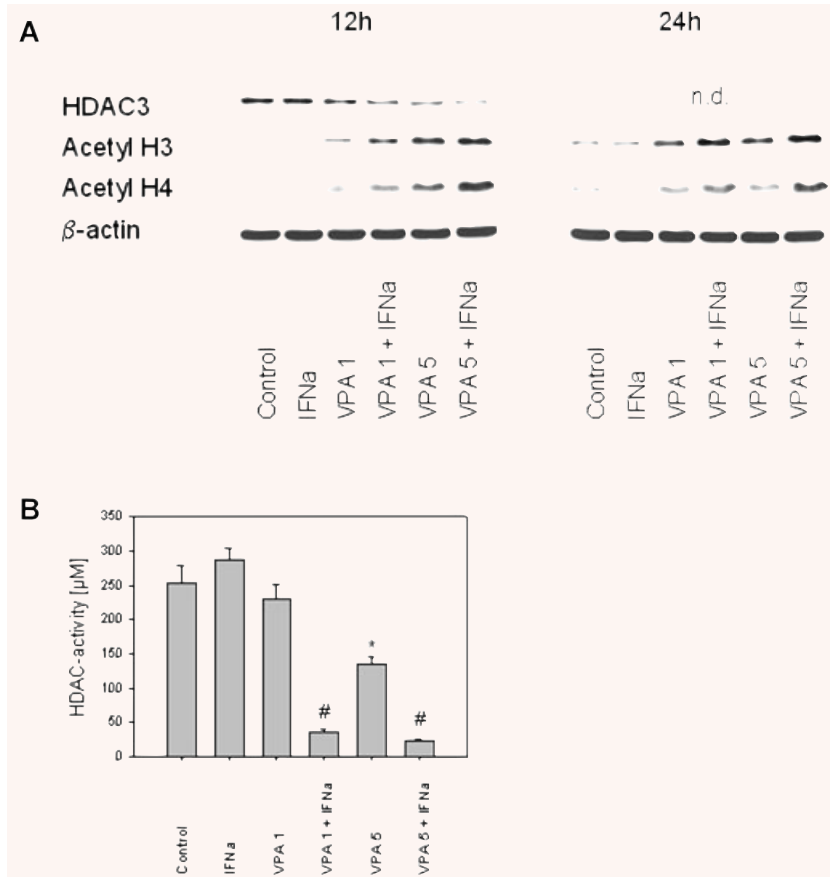 A
12h 24h
HDAC3
n.d.
Acetyl H3
Acetyl H4
β-actin
Control IFNa VPA 1 VPA 1 + IFNa VPA 5 VPA 5 + IFNa
Control IFNa VPA 1 VPA 1 + IFNa VPA 5 VPA 5 + IFNa
B
HDAC-activity [µM]
350
300
250
200
150
100
50
0
# * #
Control IFNa VPA 1 VPA 1 + IFNa VPA 5 VPA 5 + IFNa